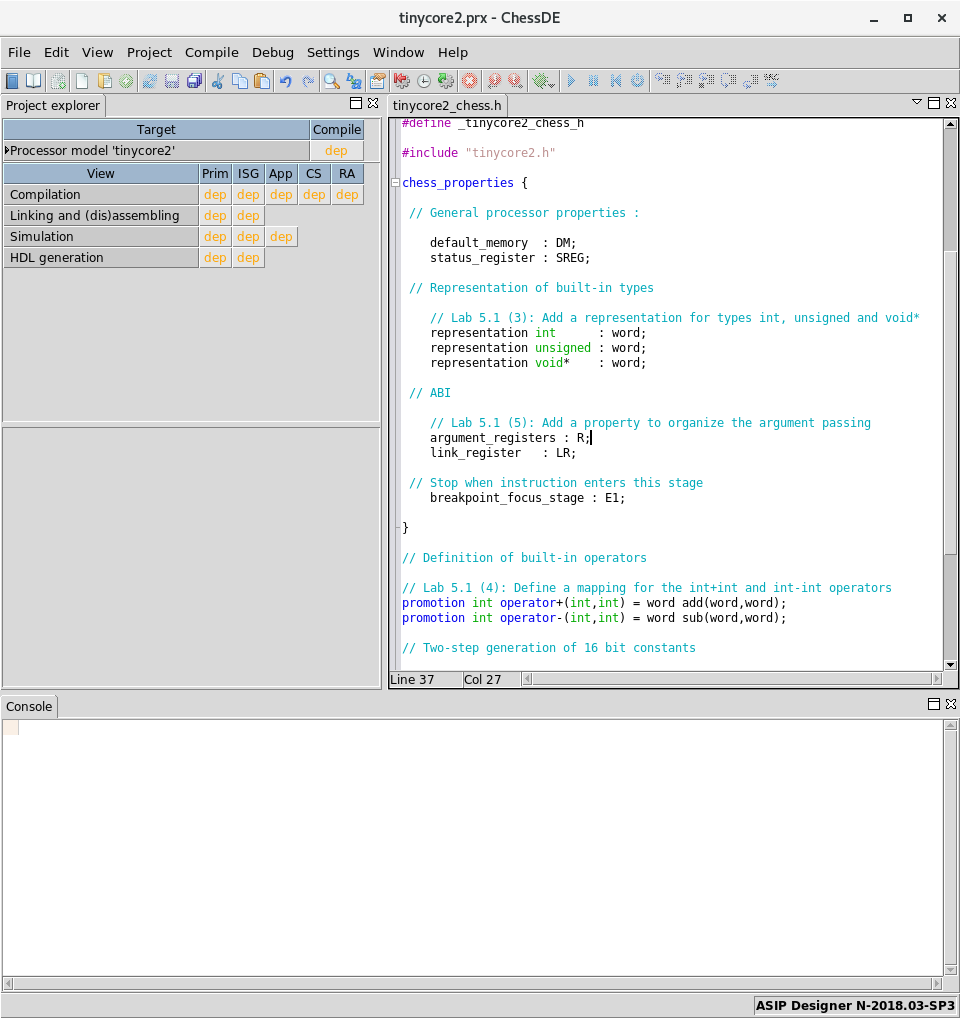 tinycore2.prx - ChessDE
File Edit View Project Compile Debug Settings Window Help
Project explorer
Target Compile
Processor model 'tinycore2' dep
View Prim ISG App CS RA
Compilation dep dep dep dep dep
Linking and (dis)assembling dep dep
Simulation dep dep dep
HDL generation dep dep
tinycore2_chess.h
#define _tinycore2_chess_h
#include "tinycore2.h"
chess_properties {
// General processor properties :
default_memory : DM;
status_register : SREG;
// Representation of built-in types
// Lab 5.1 (3): Add a representation for types int, unsigned and void*
representation int : word;
representation unsigned : word;
representation void* : word;
// ABI
// Lab 5.1 (5): Add a property to organize the argument passing
argument_registers : R;
link_register : LR;
// Stop when instruction enters this stage
breakpoint_focus_stage : E1;
}
// Definition of built-in operators
// Lab 5.1 (4): Define a mapping for the int+int and int-int operators
promotion int operator+(int,int) = word add(word,word);
promotion int operator-(int,int) = word sub(word,word);
// Two-step generation of 16 bit constants
Line 37 Col 27
Console
ASIP Designer N-2018.03-SP3